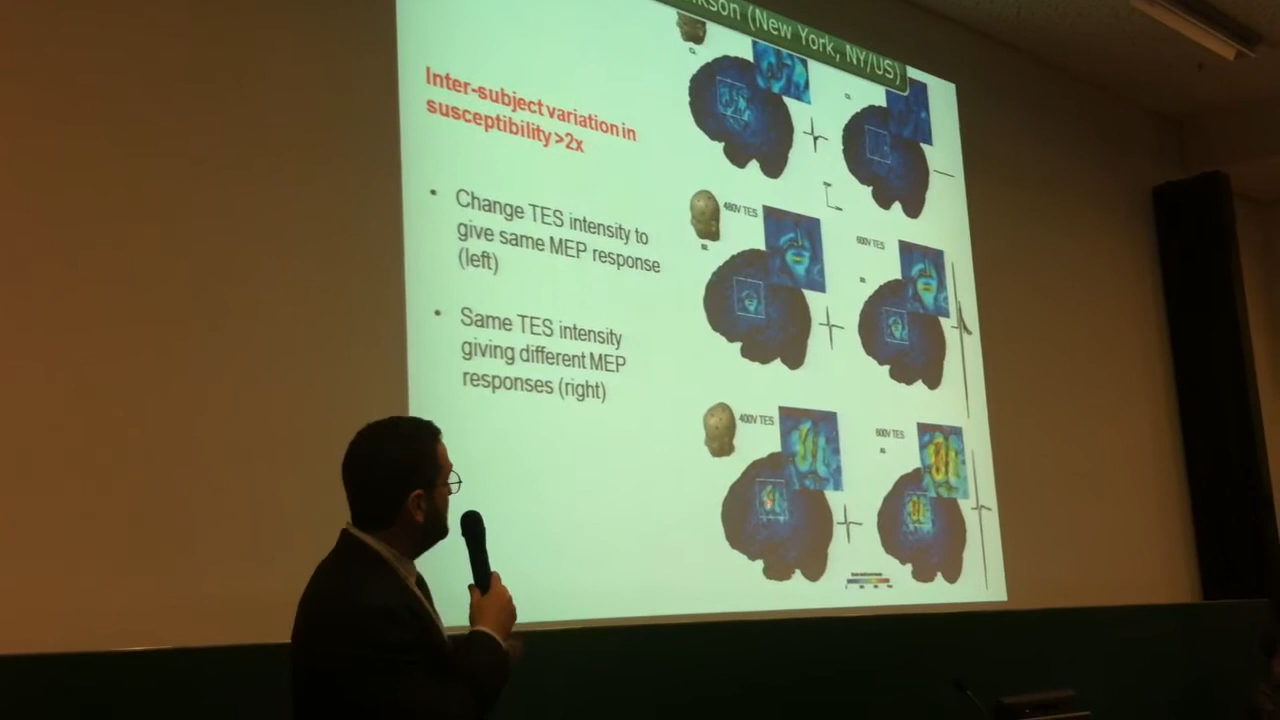 kson (New York, NY/US)
Inter-subject variation in
susceptibility >2x
• Change TES intensity to
give same MEP response
(left)
• Same TES intensity
giving different MEP
responses (right)
480V TES
600V TES
400V TES
600V TES